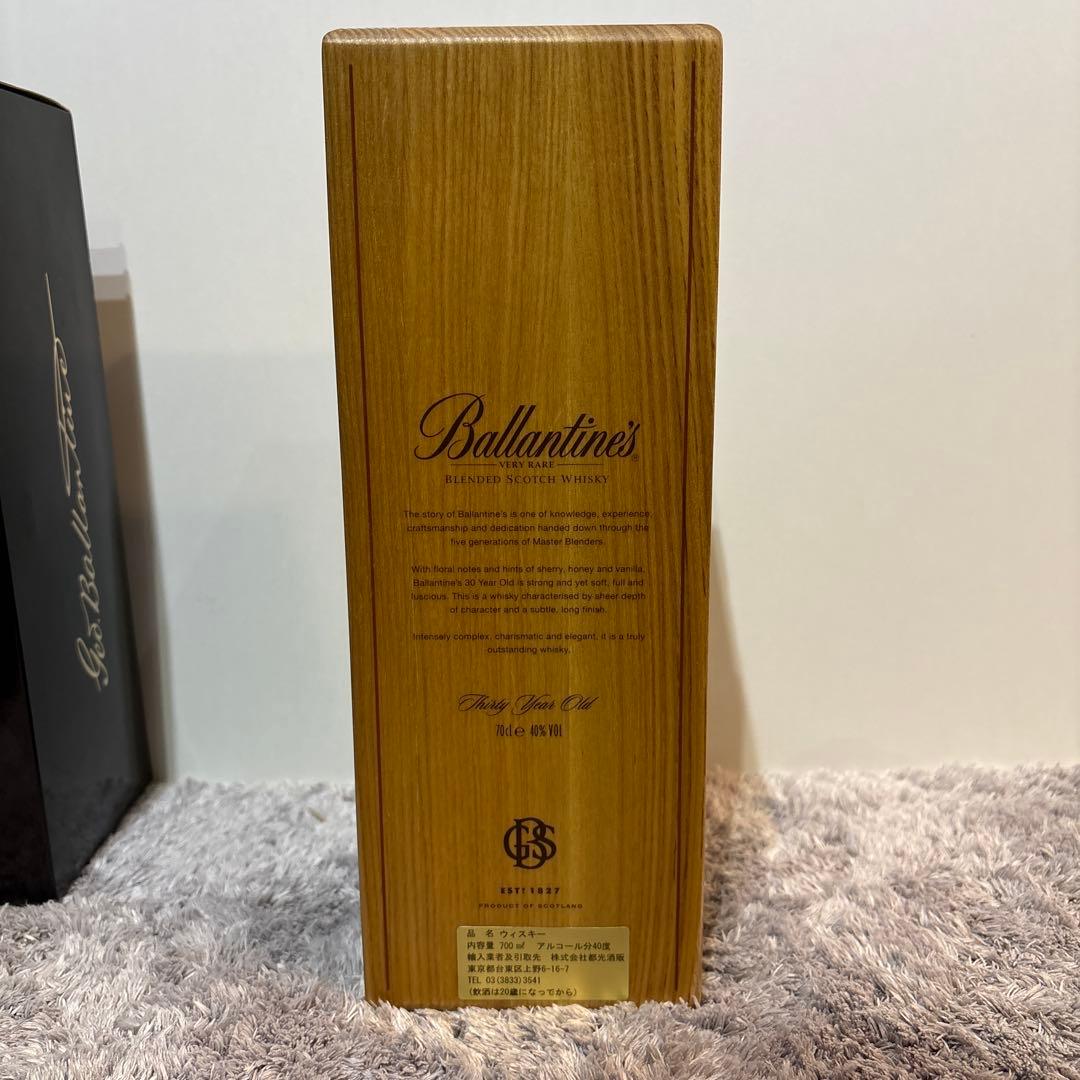 Geo. Ballantine
Ballantine's
VERY RARE
BLENDED SCOTCH WHISKY
The story of Ballantine's is one of knowledge, experience,
craftsmanship and dedication handed down through the
five generations of Master Blenders.
With floral notes and hints of sherry, honey and vanilla,
Ballantine's 30 Year Old is strong and yet soft, full and
luscious. This is a whisky characterised by sheer depth
of character and a subtle, long finish.
Intensely complex, charismatic and elegant, it is a truly
outstanding whisky.
Thirty Year Old
70cl e 40% VOL
GBS
ESTD 1827
PRODUCT OF SCOTLAND
品 名 ウィスキー
内容量 700㎖ アルコール分40度
輸入業者及引取先 株式会社都光酒販
東京都台東区上野6-16-7
TEL 03(3833)3541
(飲酒は20歳になってから)